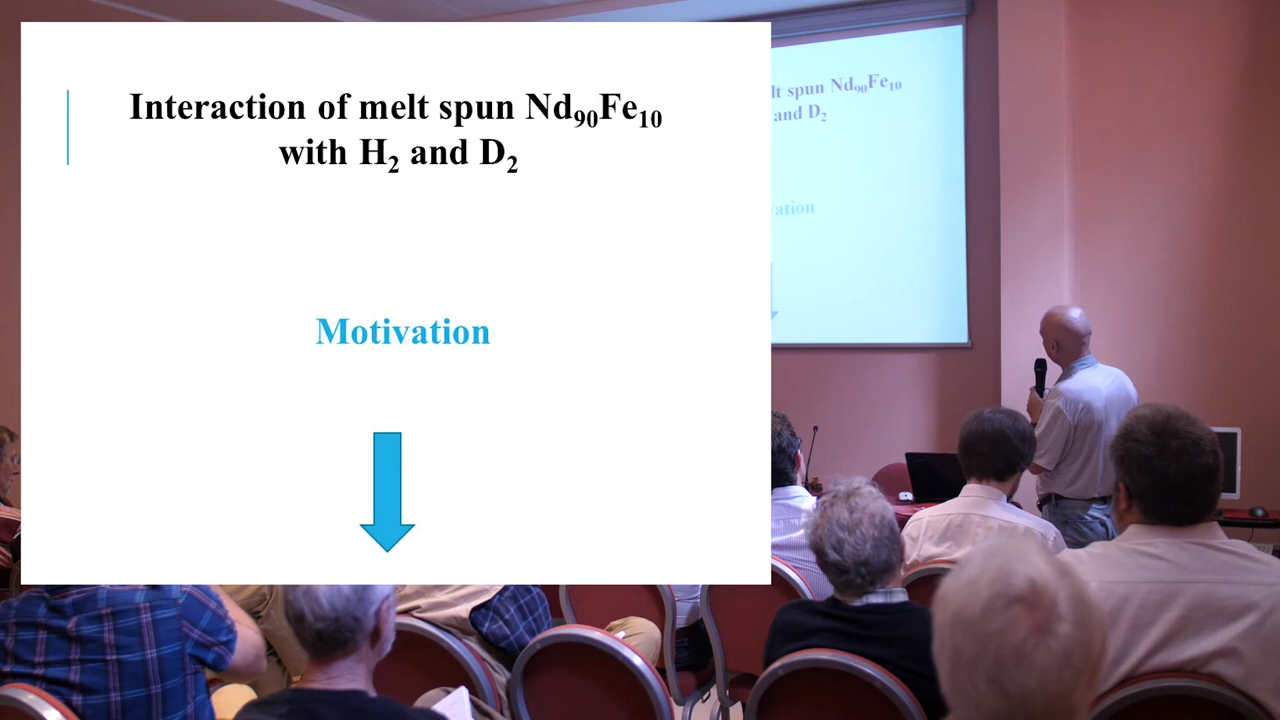 Interaction of melt spun Nd₉₀Fe₁₀
with H₂ and D₂
Motivation
lt spun Nd₉₀Fe₁₀
and D₂
ation